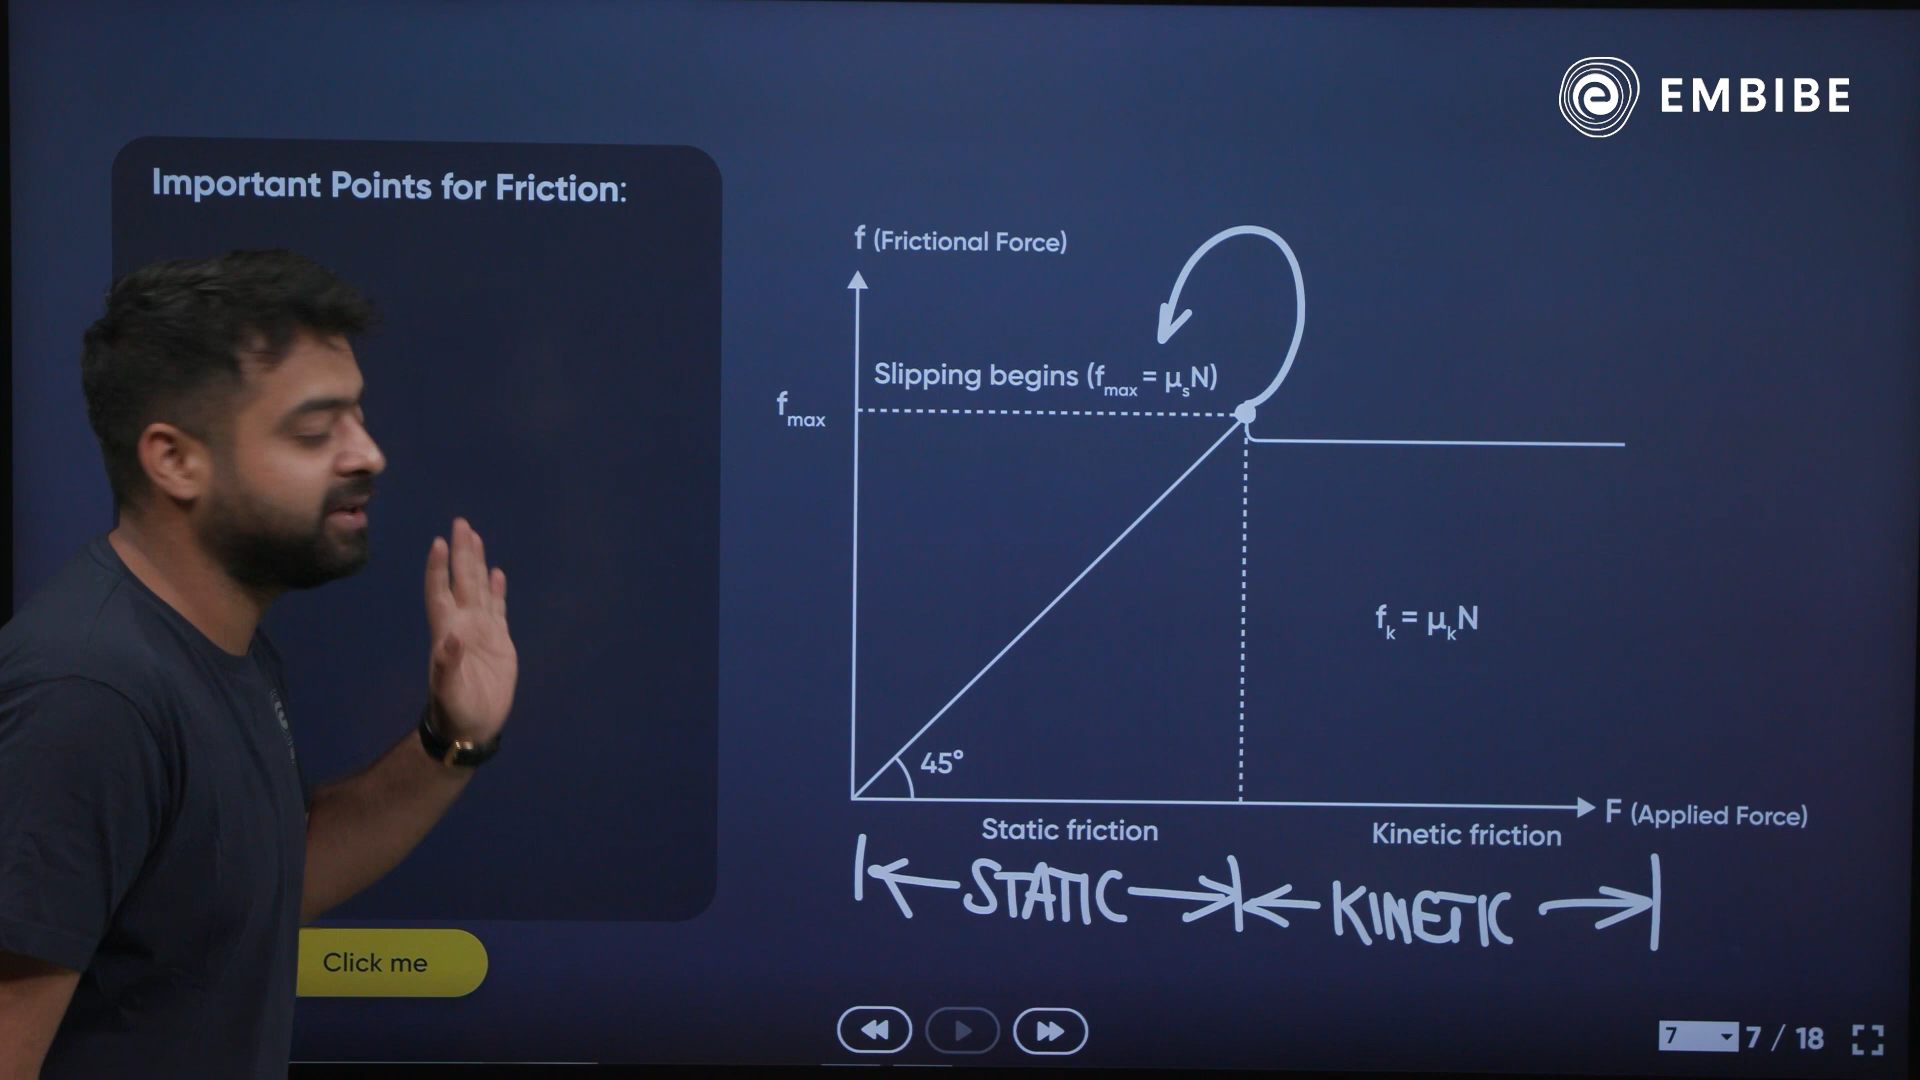 EMBIBE
Important Points for Friction:
f (Frictional Force)
Slipping begins (fmax = μsN)
fmax
fk = μkN
45°
F (Applied Force)
Static friction
Kinetic friction
STATIC
KINETIC
Click me
7
7 / 18